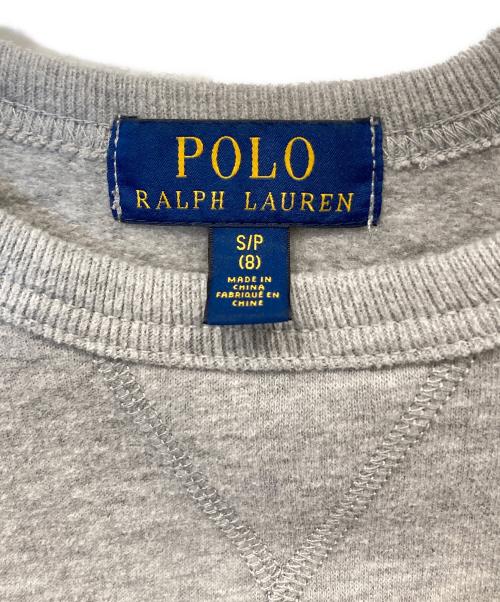 POLO
RALPH LAUREN
S/P
(8)
MADE IN
CHINA
FABRIQUÉ EN
CHINE